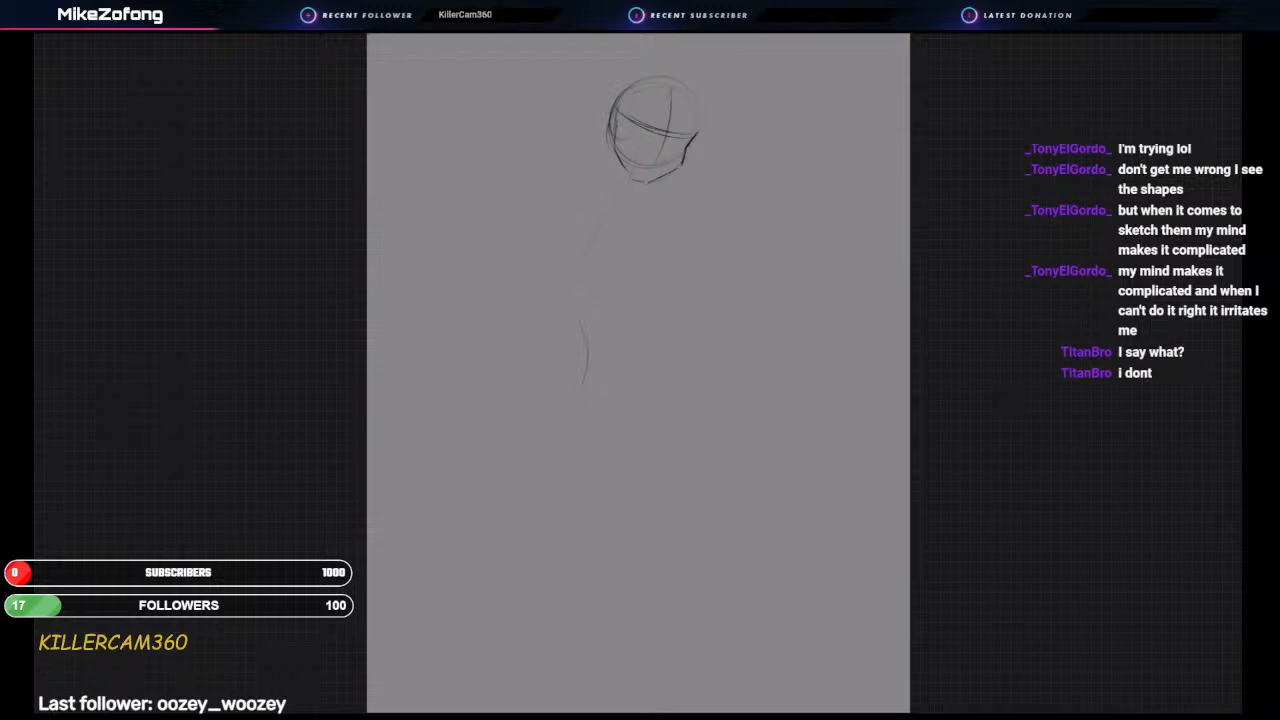 MikeZofong
RECENT FOLLOWER
KillerCam360
RECENT SUBSCRIBER
LATEST DONATION
_TonyElGordo_ I'm trying lol
_TonyElGordo_ don't get me wrong I see
the shapes
_TonyElGordo_ but when it comes to
sketch them my mind
makes it complicated
_TonyElGordo_ my mind makes it
complicated and when I
can't do it right it irritates
me
TItanBro I say what?
TItanBro i dont
0 SUBSCRIBERS 1000
17 FOLLOWERS 100
KILLERCAM360
Last follower: oozey_woozey